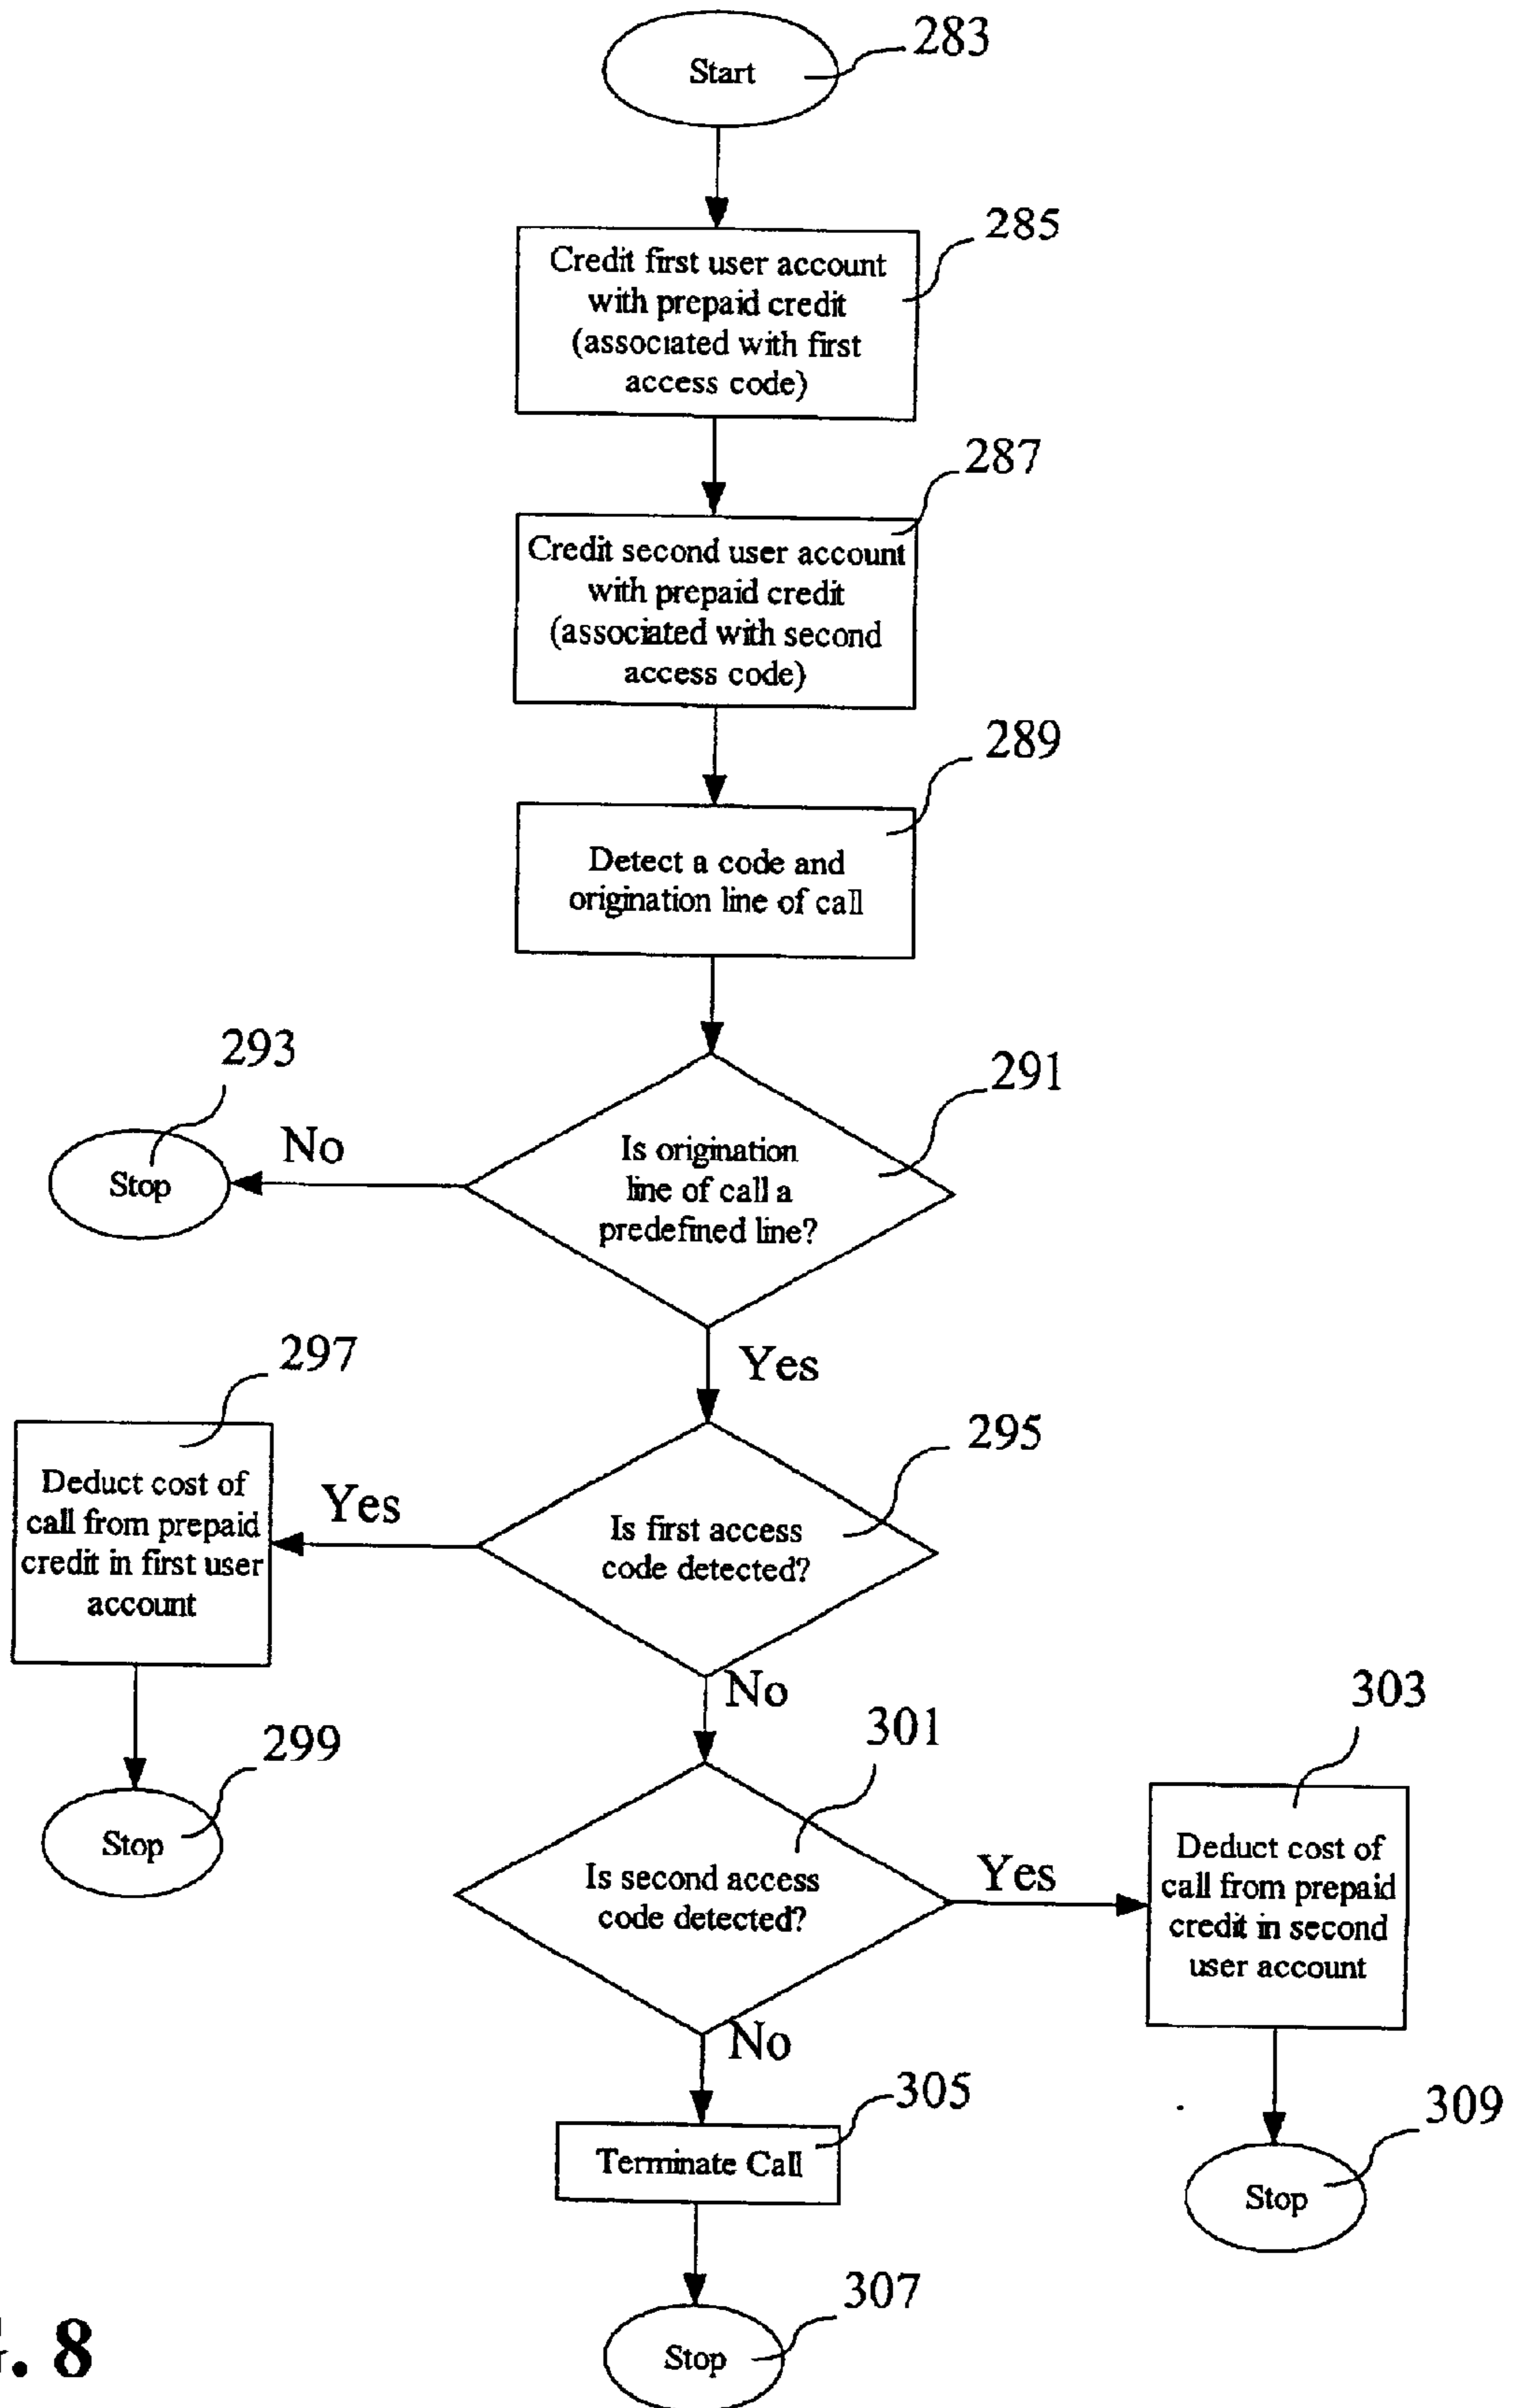 283
Start
285
Credit first user account
with prepaid credit
(associated with first
access code)
287
Credit second user account
with prepaid credit
(associated with second
access code)
289
Detect a code and
origination line of call
293
291
No
Stop
Is origination
line of call a
predefined line?
297
Yes
295
Deduct cost of
call from prepaid
credit in first user
account
Yes
Is first access
code detected?
No
303
301
299
Stop
Is second access
code detected?
Yes
Deduct cost of
call from prepaid
credit in second
user account
No
305
Terminate Call
309
Stop
307
Stop
. 8